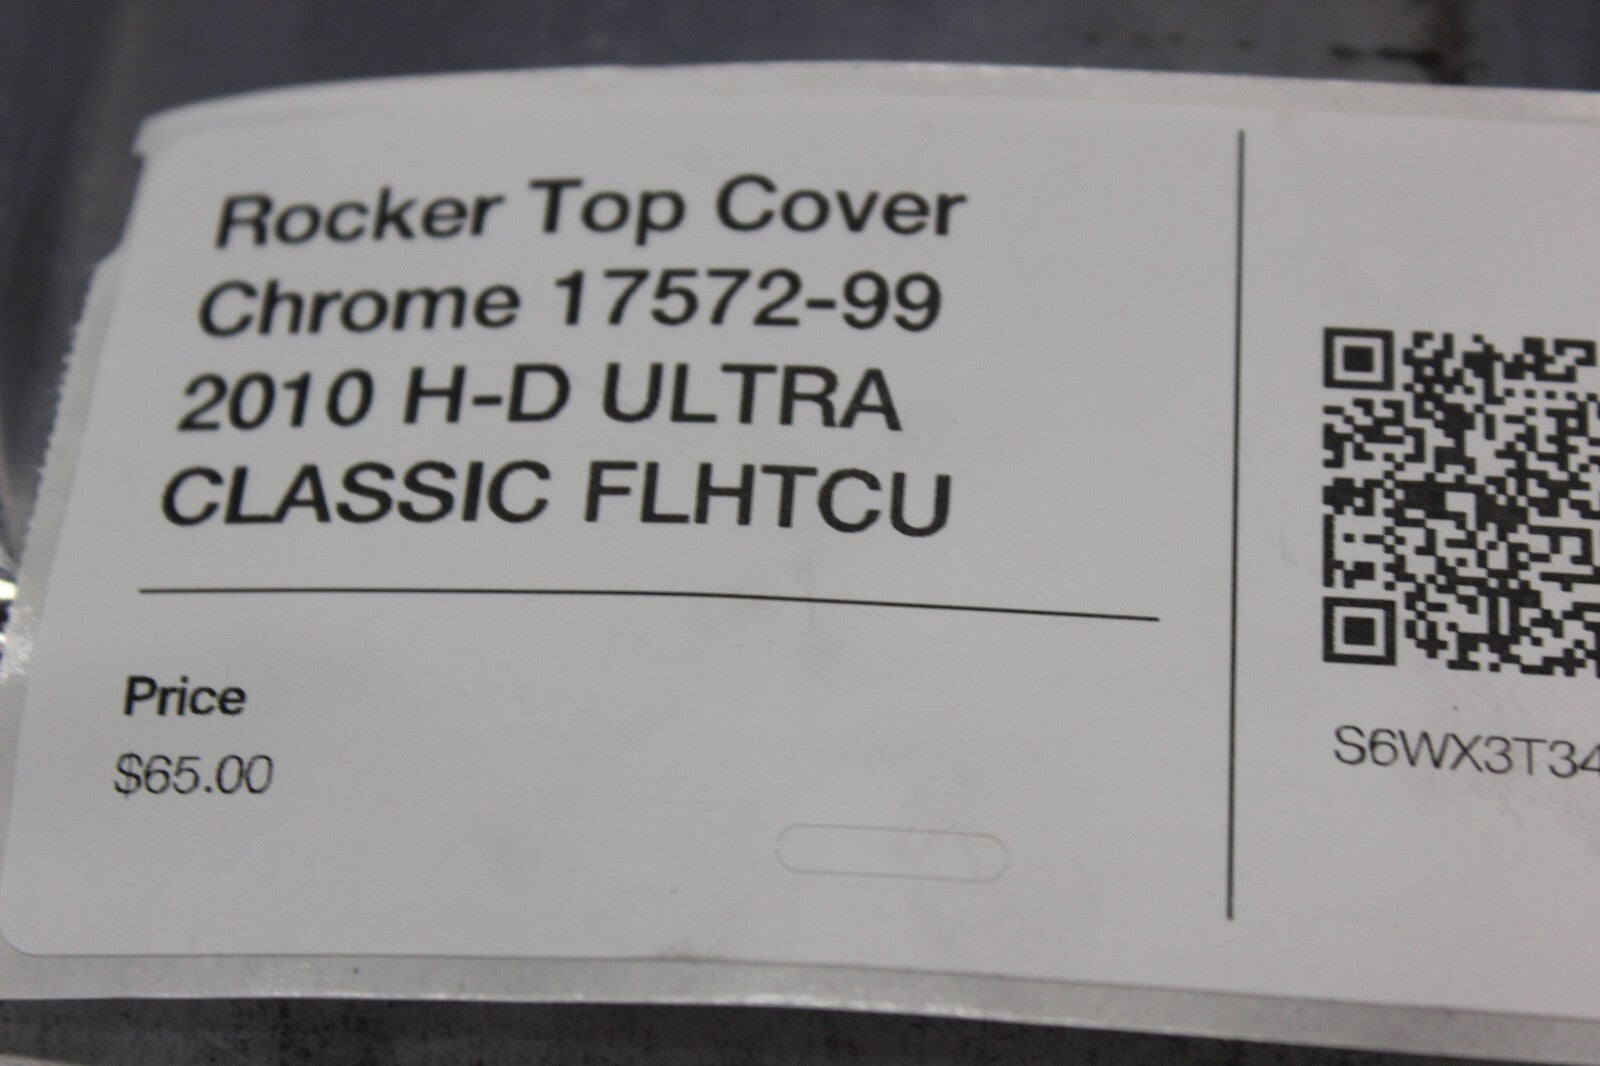 Rocker Top Cover
Chrome 17572-99
2010 H-D ULTRA
CLASSIC FLHTCU
Price
$65.00
S6WX3T34